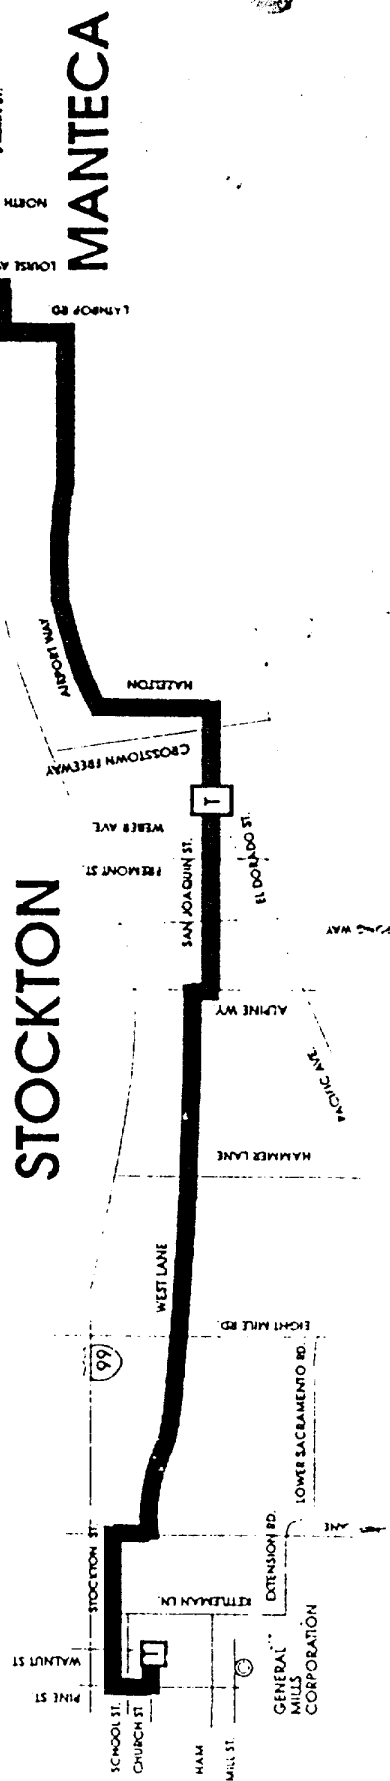 MANTECA
NORTH
LOUISE
LATHROP RD.
AIRPORT WAY
HAZELTON
CROSSTOWN FREEWAY
T
WEBER AVE.
FREMONT ST.
SAN JOAQUIN ST.
EL DORADO ST.
STOCKTON
WAY
ALPINE WY
PACIFIC AVE.
HAMMER LANE
WEST LANE
EIGHT MILE RD.
99
LOWER SACRAMENTO RD.
STOCKTON ST.
KETTLEMAN LN.
EXTENSION RD.
WALNUT ST
PINE ST
T
SCHOOL ST.
CHURCH ST.
HAM
MILL ST.
C
GENERAL
MILLS
CORPORATION